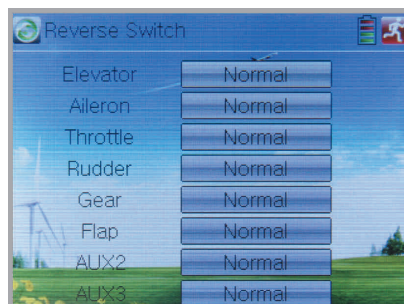 Reverse Switch
Elevator Normal
Aileron Normal
Throttle Normal
Rudder Normal
Gear Normal
Flap Normal
AUX2 Normal
AUX3 Normal